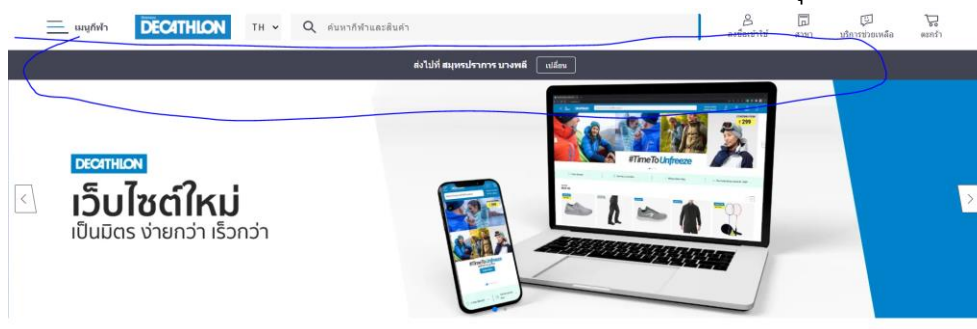 เมนูกีฬา
DECATHLON
TH
ค้นหากีฬาและสินค้า
ลงชื่อเข้าใช้
สาขา
บริการช่วยเหลือ
ตะกร้า
ส่งไปที่ สมุทรปราการ บางพลี
เปลี่ยน
DECATHLON
เว็บไซต์ใหม่
เป็นมิตร ง่ายกว่า เร็วกว่า
#TimeToUnfreeze
299